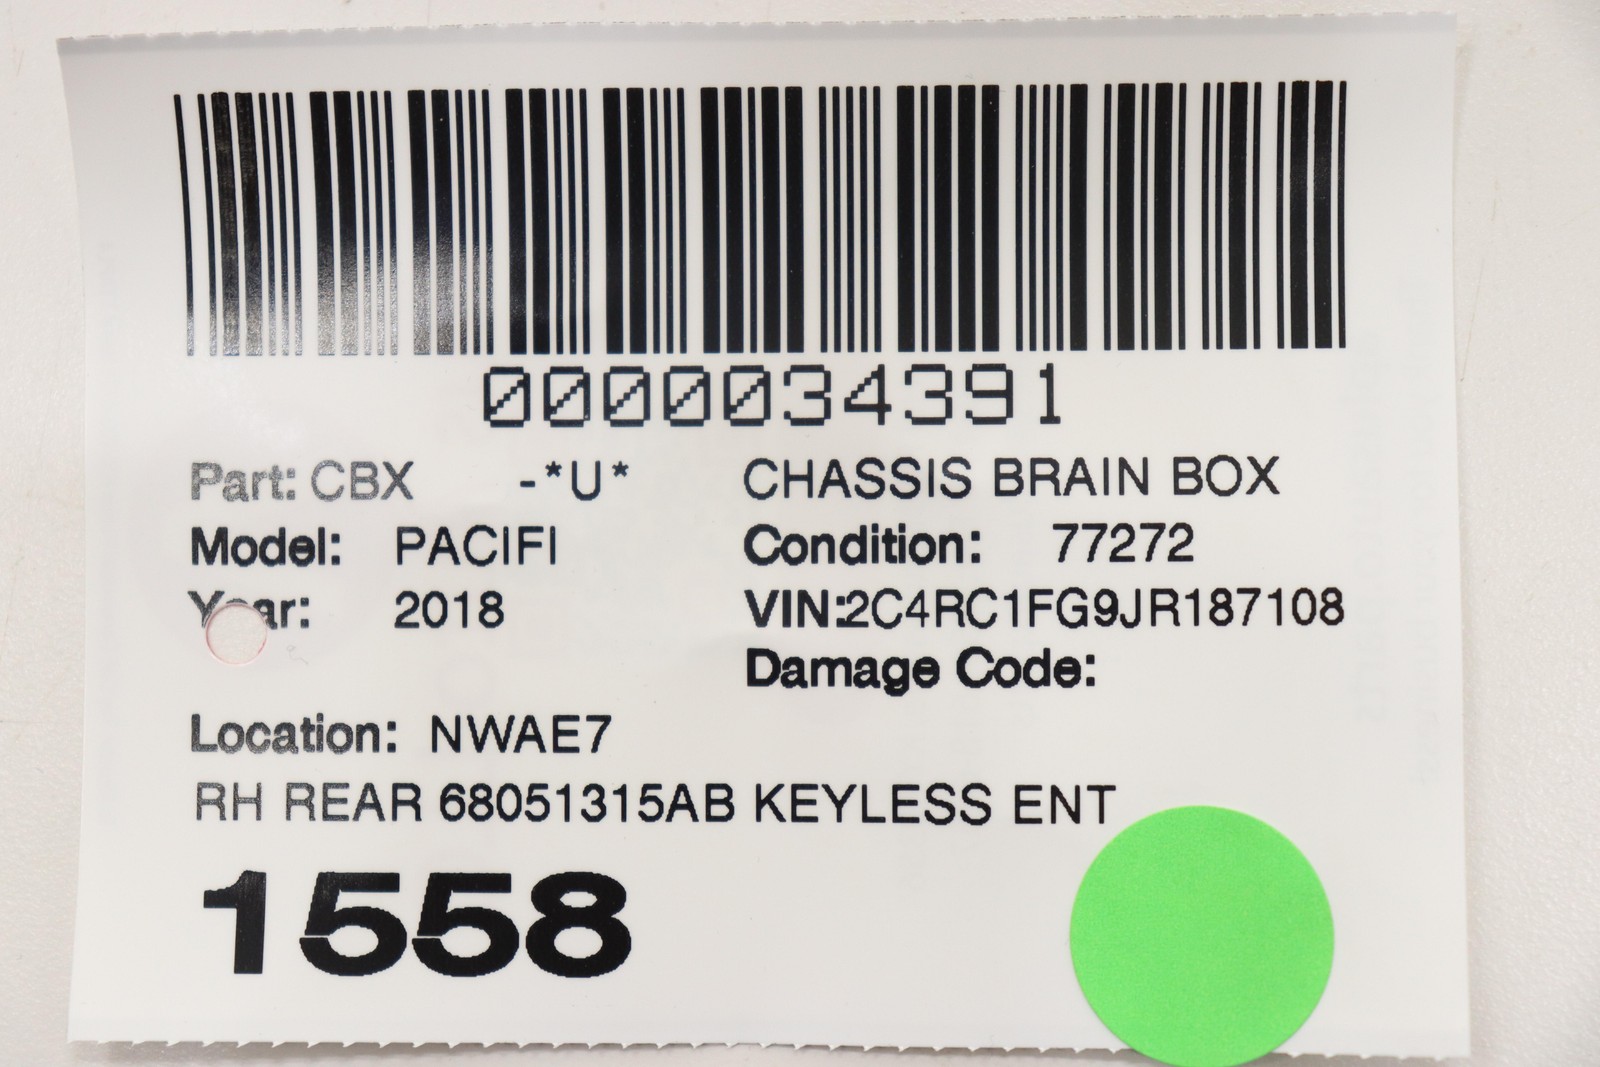 0000034391
Part: CBX -*U* CHASSIS BRAIN BOX
Model: PACIFI Condition: 77272
Year: 2018 VIN:2C4RC1FG9JR187108
Damage Code:
Location: NWAE7
RH REAR 68051315AB KEYLESS ENT
1558